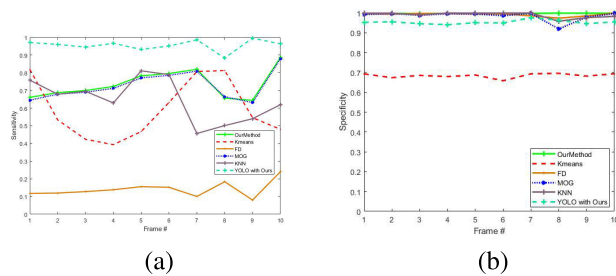 1
0.9
0.8
0.7
0.6
0.5
0.4
0.3
0.2
0.1
0
Sensitivity
1 2 3 4 5 6 7 8 9 10
Frame #
OurMethod
Kmeans
FD
MOG
KNN
YOLO with Ours
(a)
1
0.9
0.8
0.7
0.6
0.5
0.4
0.3
0.2
0.1
0
Specificity
1 2 3 4 5 6 7 8 9 10
Frame #
OurMethod
Kmeans
FD
MOG
KNN
YOLO with Ours
(b)